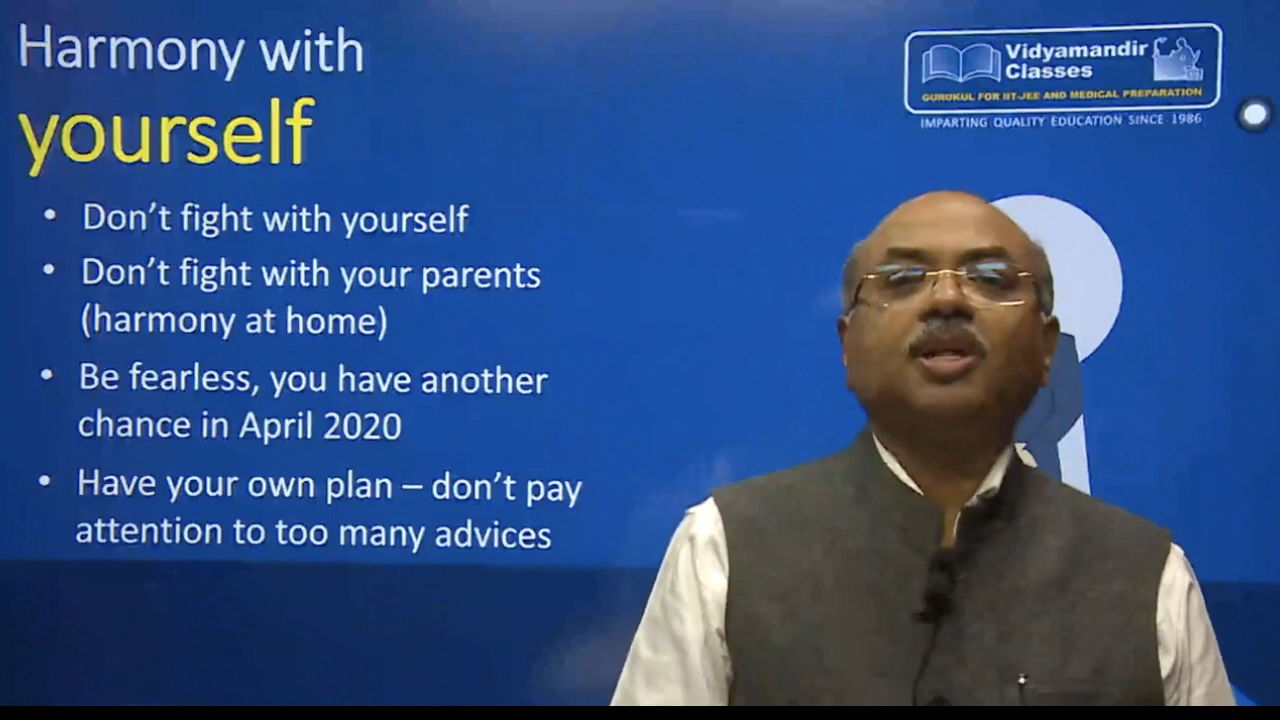 Harmony with
yourself
• Don't fight with yourself
• Don't fight with your parents
(harmony at home)
• Be fearless, you have another
chance in April 2020
• Have your own plan – don't pay
attention to too many advices
Vidyamandir
Classes
GURUKUL FOR IIT-JEE AND MEDICAL PREPARATION
IMPARTING QUALITY EDUCATION SINCE 1986